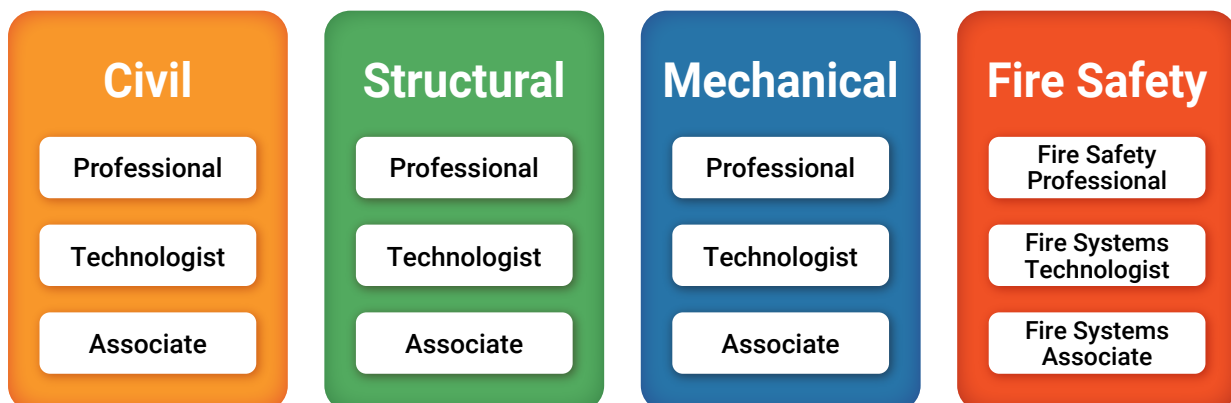 Civil
Professional
Technologist
Associate
Structural
Professional
Technologist
Associate
Mechanical
Professional
Technologist
Associate
Fire Safety
Fire Safety
Professional
Fire Systems
Technologist
Fire Systems
Associate